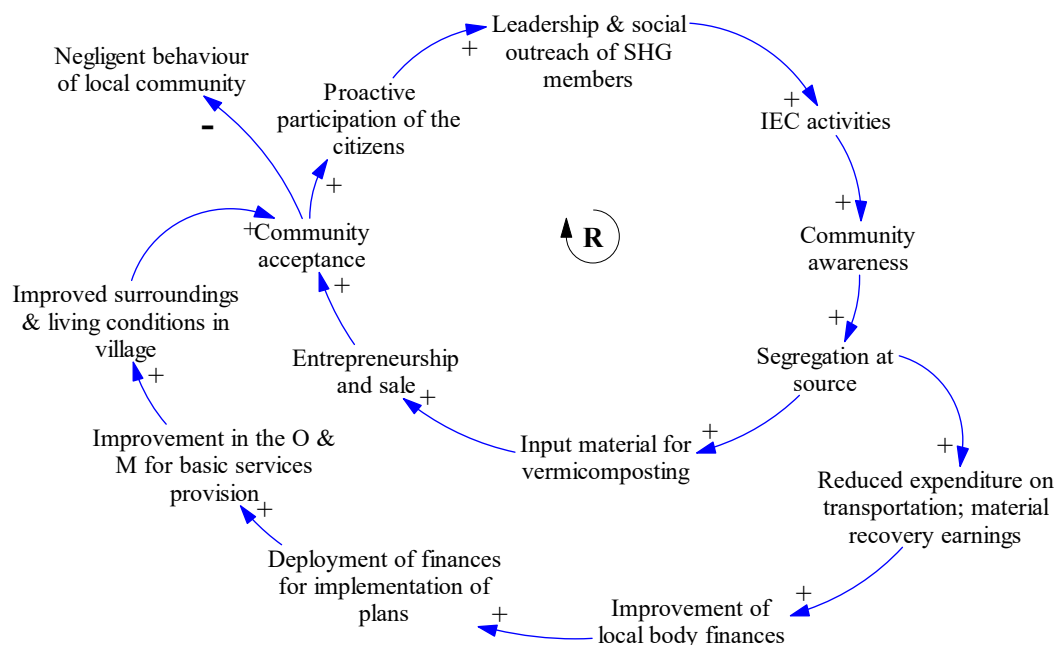 Leadership & social
outreach of SHG
members
+
Negligent behaviour
of local community
-
Proactive
participation of the
citizens
+
+
IEC activities
+
Community
awareness
+
Community
acceptance
R
+
Improved surroundings
& living conditions in
village
+
Entrepreneurship
and sale
+
Segregation at
source
+
+
Improvement in the O &
M for basic services
provision
+
Input material for
vermicomposting
+
Reduced expenditure on
transportation; material
recovery earnings
+
Deployment of finances
for implementation of
plans
+
Improvement of
local body finances
+
+